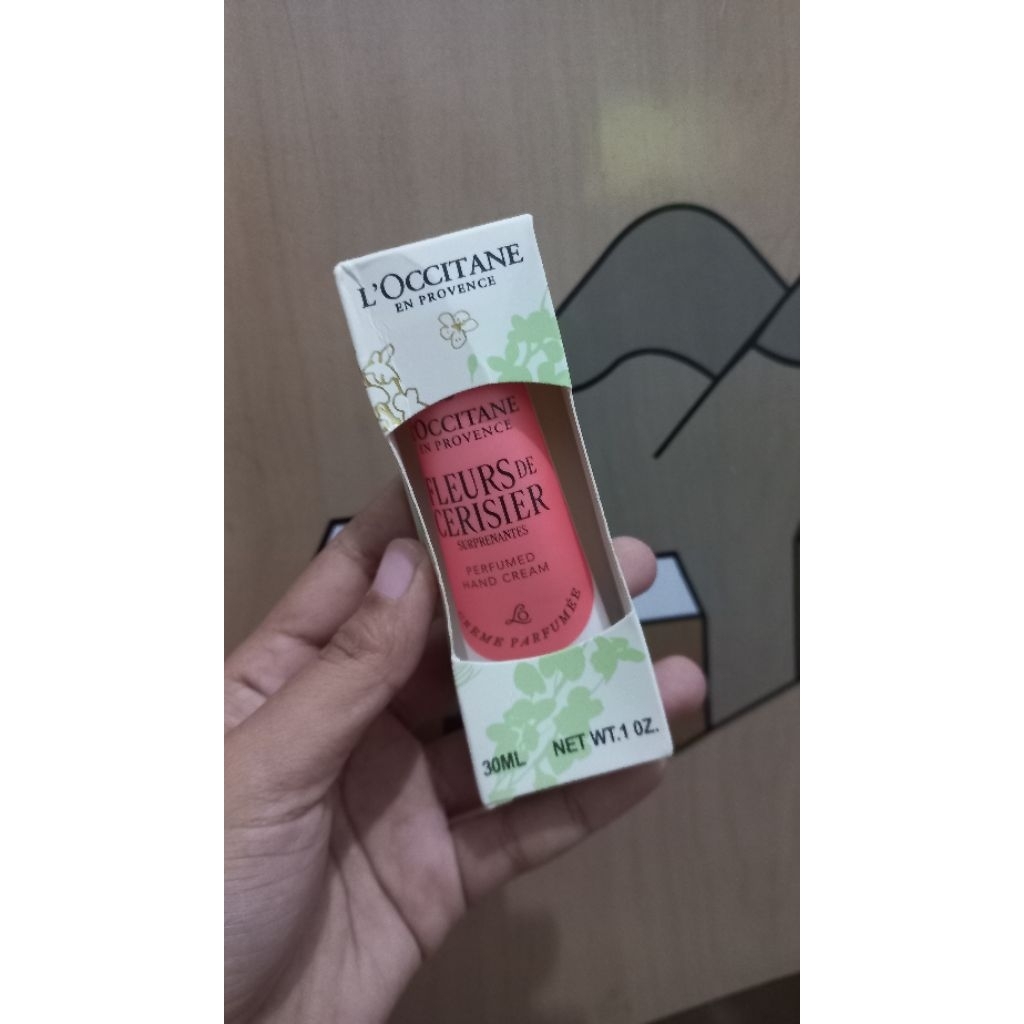 L'OCCITANE
EN PROVENCE
L'OCCITANE
EN PROVENCE
FLEURS DE
CERISIER
SURPRENANTES
PERFUMED
HAND CREAM
LO
CRÈME PARFUMÉE
30ML NET WT.1 OZ.